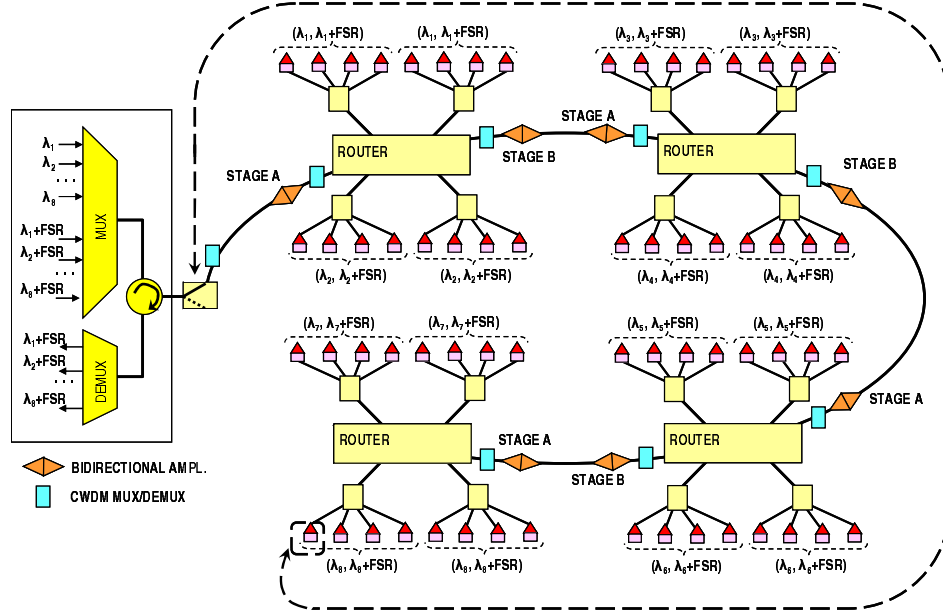 (λ1, λ1+FSR)
(λ1, λ1+FSR)
(λ3, λ3+FSR)
(λ3, λ3+FSR)
STAGE A
STAGE B
ROUTER
ROUTER
STAGE A
STAGE B
λ1
λ2
...
λ8
λ1+FSR
λ2+FSR
...
λ8+FSR
MUX
(λ2, λ2+FSR)
(λ2, λ2+FSR)
(λ4, λ4+FSR)
(λ4, λ4+FSR)
λ1+FSR
λ2+FSR
...
λ8+FSR
DEMUX
(λ7, λ7+FSR)
(λ7, λ7+FSR)
(λ5, λ5+FSR)
(λ5, λ5+FSR)
STAGE A
ROUTER
STAGE A
STAGE B
ROUTER
BIDIRECTIONAL AMPL.
CWDM MUX/DEMUX
(λ8, λ8+FSR)
(λ8, λ8+FSR)
(λ6, λ6+FSR)
(λ6, λ6+FSR)